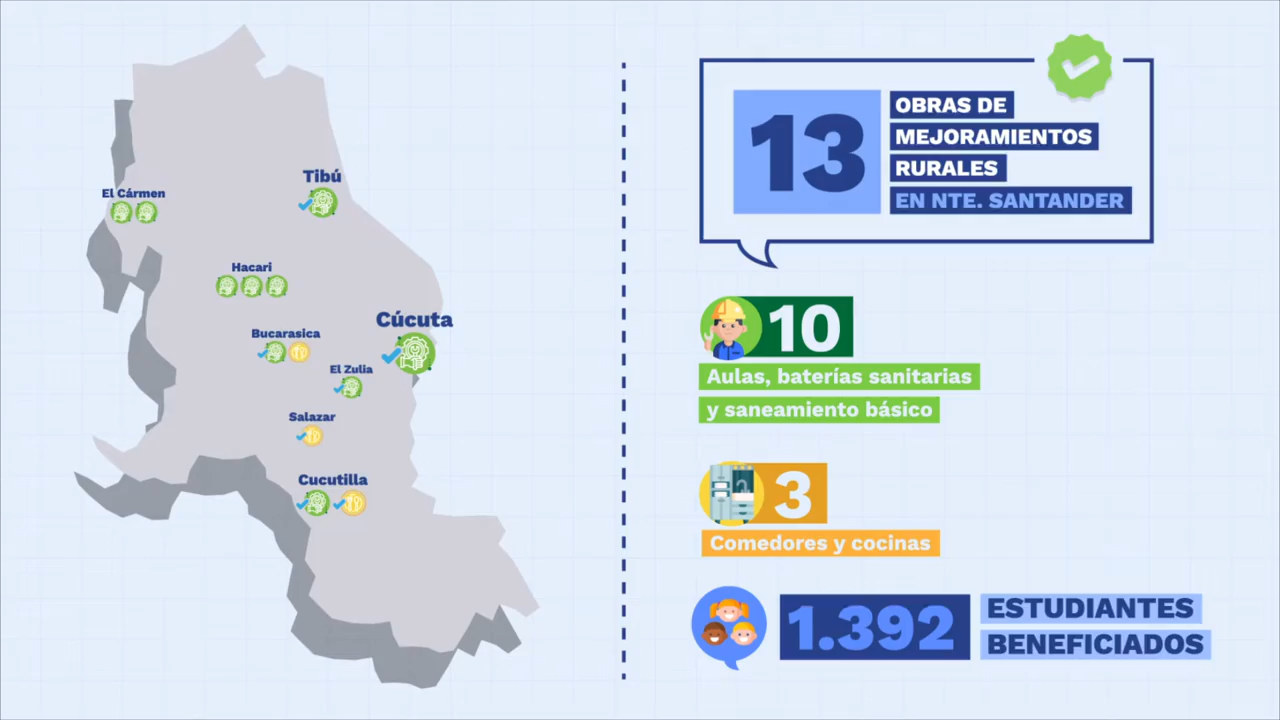 El Cármen
Tibú
Hacari
Cúcuta
Bucarasica
El Zulia
Salazar
Cucutilla
13
OBRAS DE
MEJORAMIENTOS
RURALES
EN NTE. SANTANDER
10
Aulas, baterías sanitarias
y saneamiento básico
3
Comedores y cocinas
1.392
ESTUDIANTES
BENEFICIADOS